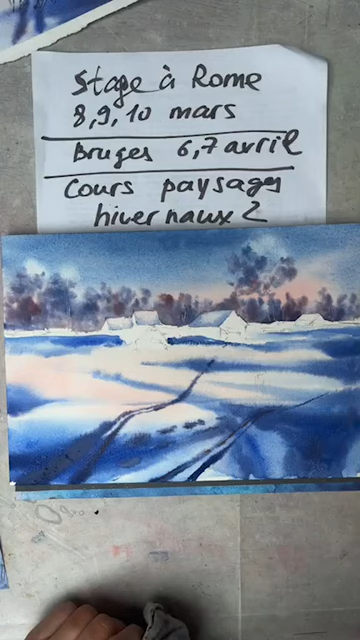 Stage à Rome
8,9,10 mars
Bruges 6,7 avril
Cours paysages
hivernaux 2